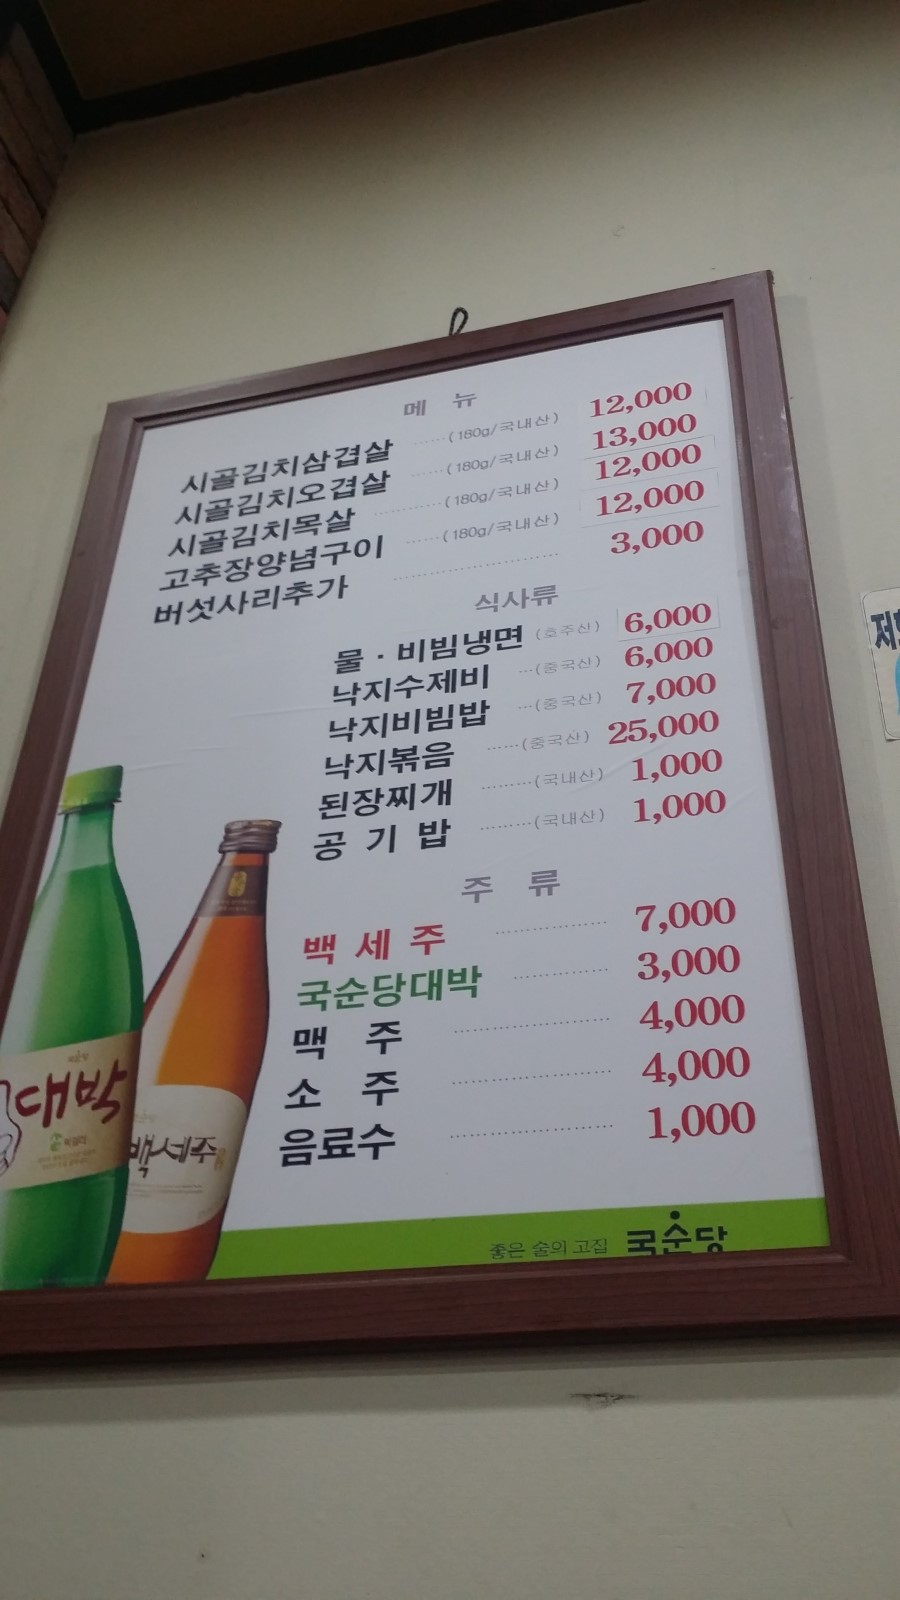 메 뉴
시골김치삼겹살 ······(180g/국내산) 12,000
시골김치오겹살 ······(180g/국내산) 13,000
시골김치목살 ············(180g/국내산) 12,000
고추장양념구이 ······(180g/국내산) 12,000
버섯사리추가 ····························· 3,000
식사류
물·비빔냉면 (호주산) 6,000
낙지수제비 ···(중국산) 6,000
낙지비빔밥 ···(중국산) 7,000
낙지볶음 ······(중국산) 25,000
된장찌개 ·········(국내산) 1,000
공 기 밥 ·········(국내산) 1,000
주 류
백 세 주 ···················· 7,000
국순당대박 ················· 3,000
맥 주 ···························· 4,000
소 주 ···························· 4,000
음료수 ···························· 1,000
대박
막걸리
백세주
좋은 술의 고집 국순당